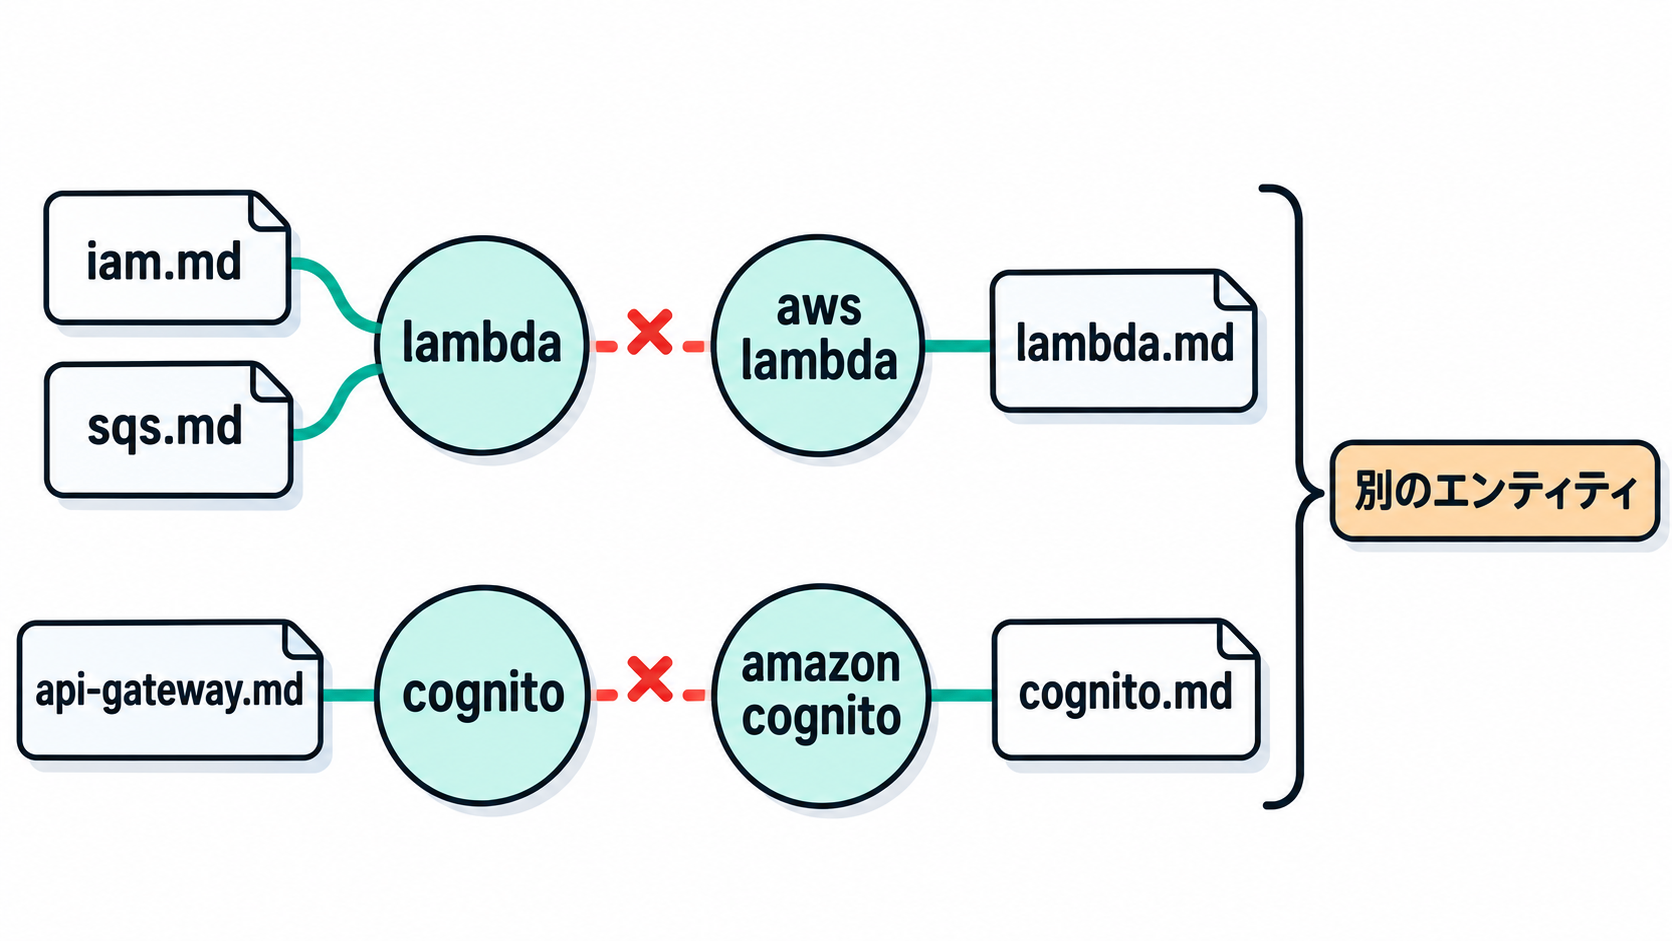 iam.md
sqs.md
lambda
aws
lambda
lambda.md
別のエンティティ
api-gateway.md
cognito
amazon
cognito
cognito.md